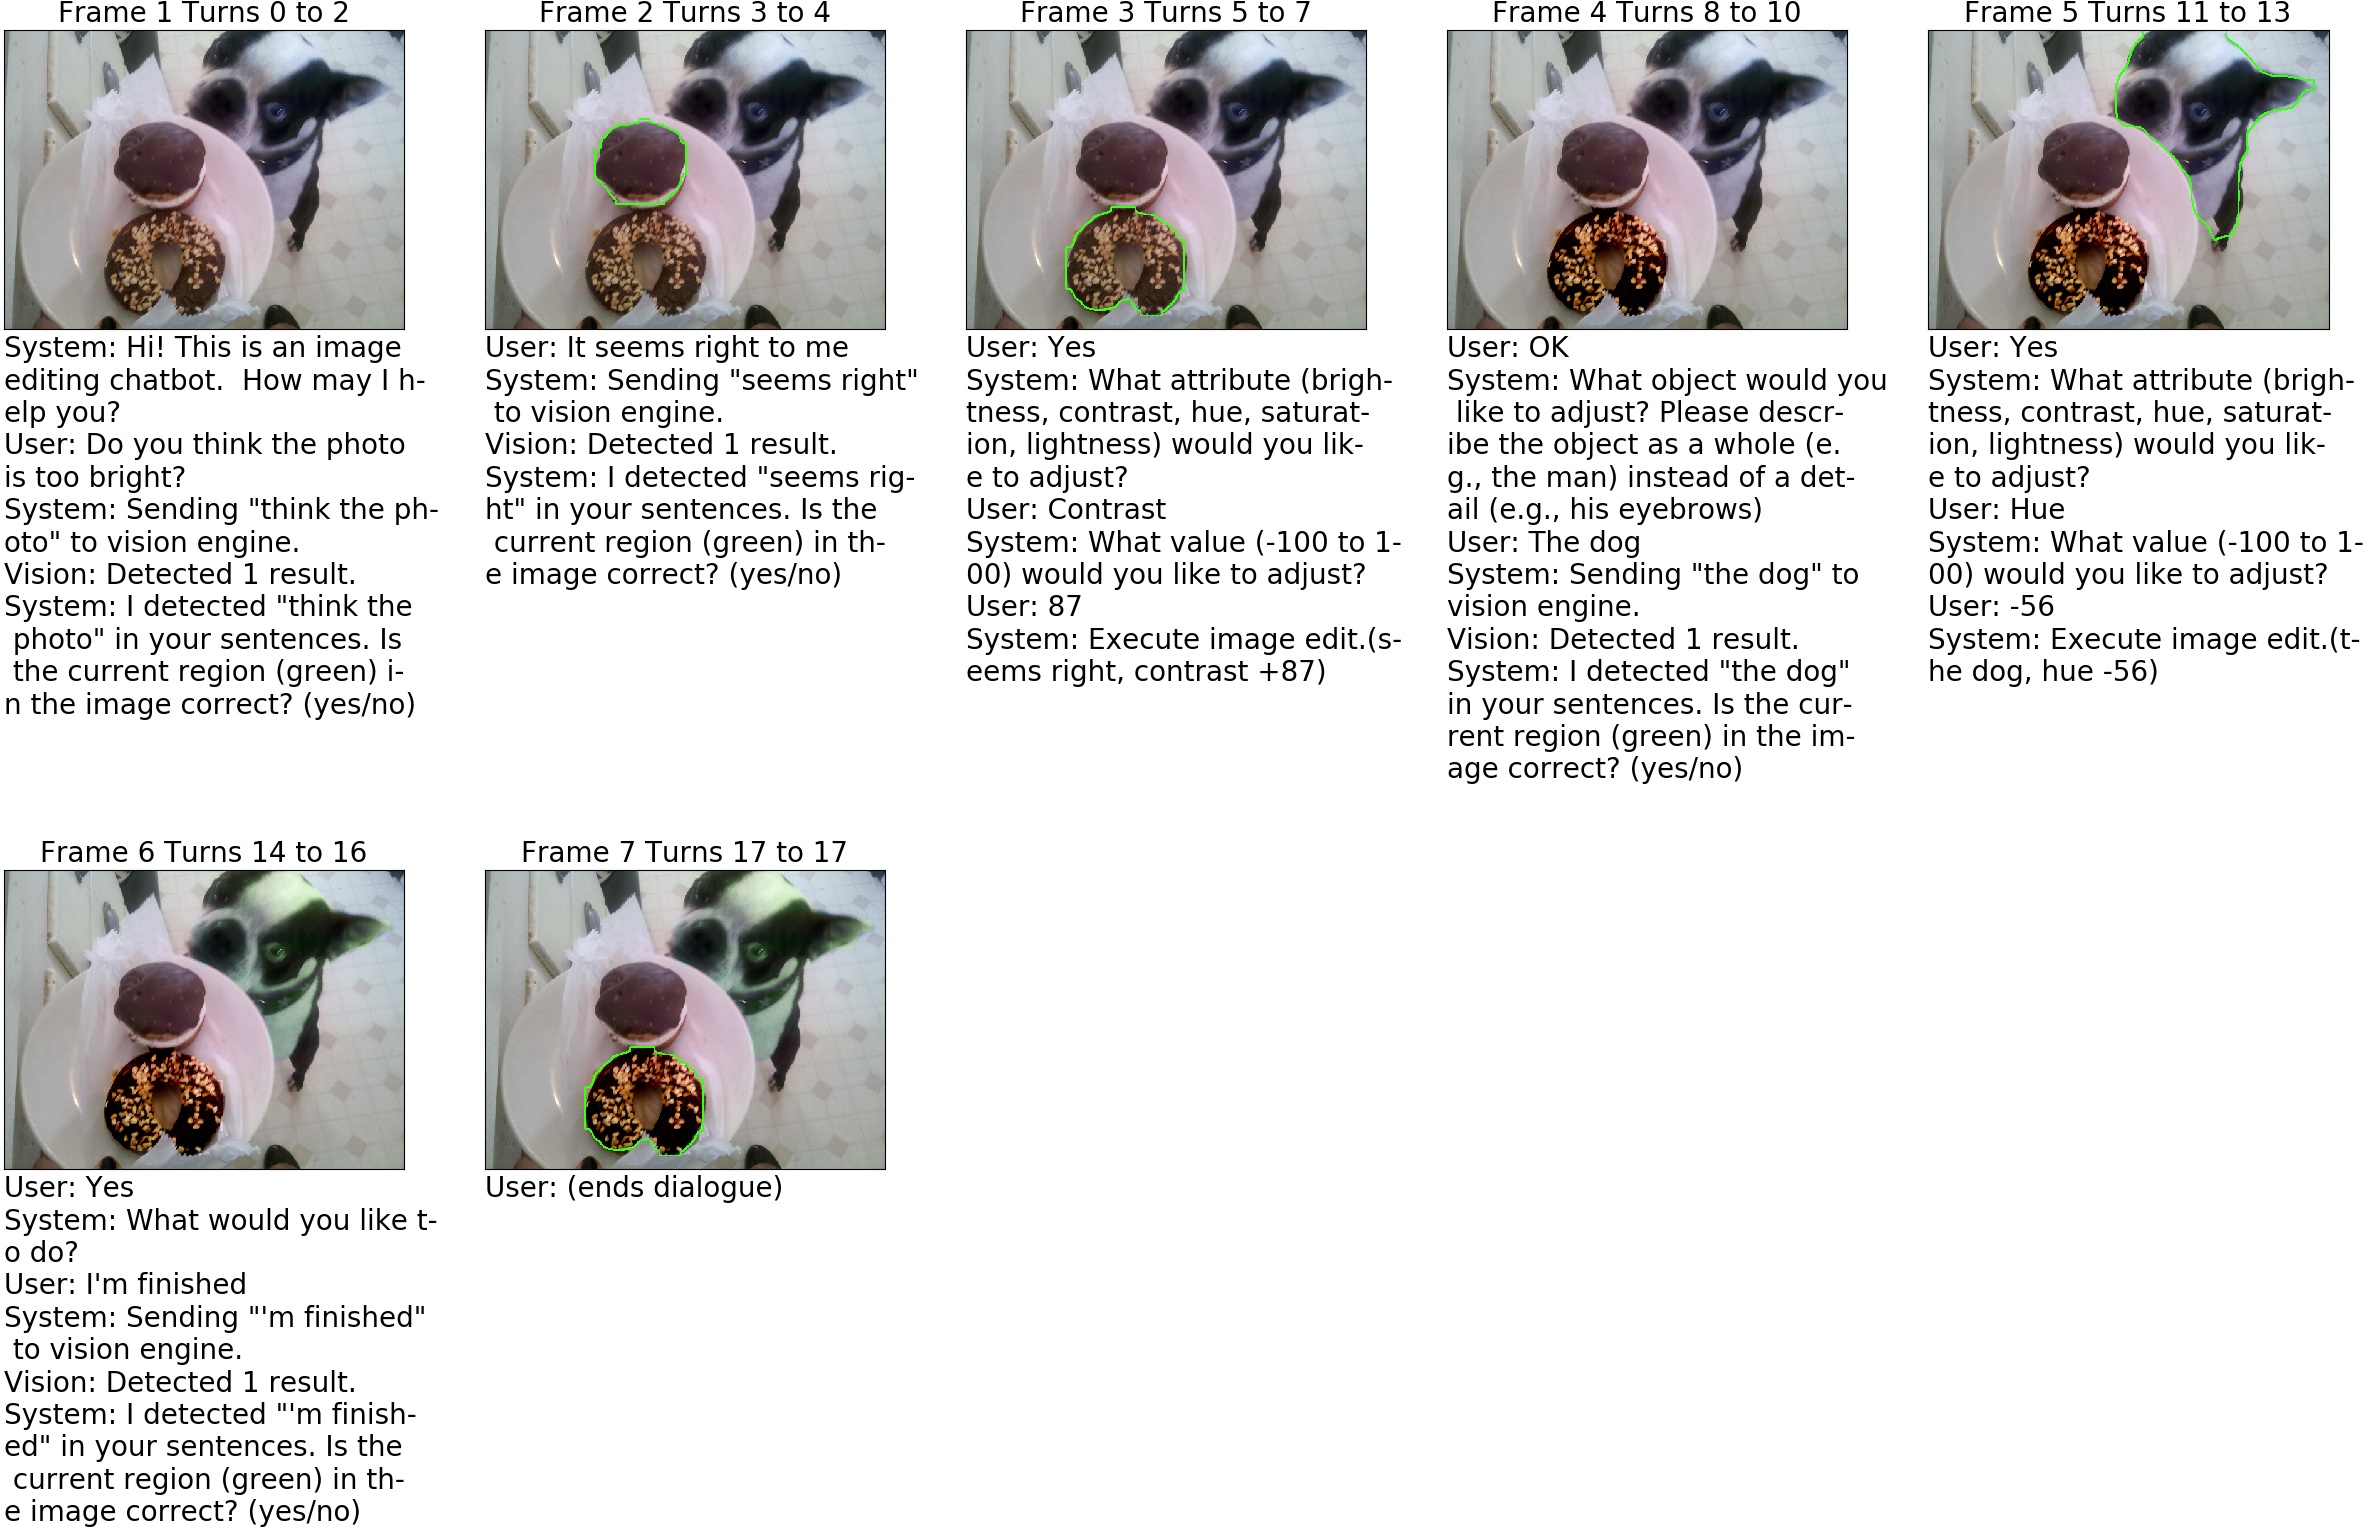 Frame 1 Turns 0 to 2
System: Hi! This is an image
editing chatbot.  How may I h-
elp you?
User: Do you think the photo
is too bright?
System: Sending "think the ph-
oto" to vision engine.
Vision: Detected 1 result.
System: I detected "think the
 photo" in your sentences. Is
 the current region (green) i-
n the image correct? (yes/no)
Frame 2 Turns 3 to 4
User: It seems right to me
System: Sending "seems right"
 to vision engine.
Vision: Detected 1 result.
System: I detected "seems rig-
ht" in your sentences. Is the
 current region (green) in th-
e image correct? (yes/no)
Frame 3 Turns 5 to 7
User: Yes
System: What attribute (brigh-
tness, contrast, hue, saturat-
ion, lightness) would you lik-
e to adjust?
User: Contrast
System: What value (-100 to 1-
00) would you like to adjust?
User: 87
System: Execute image edit.(s-
eems right, contrast +87)
Frame 4 Turns 8 to 10
User: OK
System: What object would you
 like to adjust? Please descr-
ibe the object as a whole (e.
g., the man) instead of a det-
ail (e.g., his eyebrows)
User: The dog
System: Sending "the dog" to
vision engine.
Vision: Detected 1 result.
System: I detected "the dog"
in your sentences. Is the cur-
rent region (green) in the im-
age correct? (yes/no)
Frame 5 Turns 11 to 13
User: Yes
System: What attribute (brigh-
tness, contrast, hue, saturat-
ion, lightness) would you lik-
e to adjust?
User: Hue
System: What value (-100 to 1-
00) would you like to adjust?
User: -56
System: Execute image edit.(t-
he dog, hue -56)
Frame 6 Turns 14 to 16
User: Yes
System: What would you like t-
o do?
User: I'm finished
System: Sending "'m finished"
 to vision engine.
Vision: Detected 1 result.
System: I detected "'m finish-
ed" in your sentences. Is the
 current region (green) in th-
e image correct? (yes/no)
Frame 7 Turns 17 to 17
User: (ends dialogue)